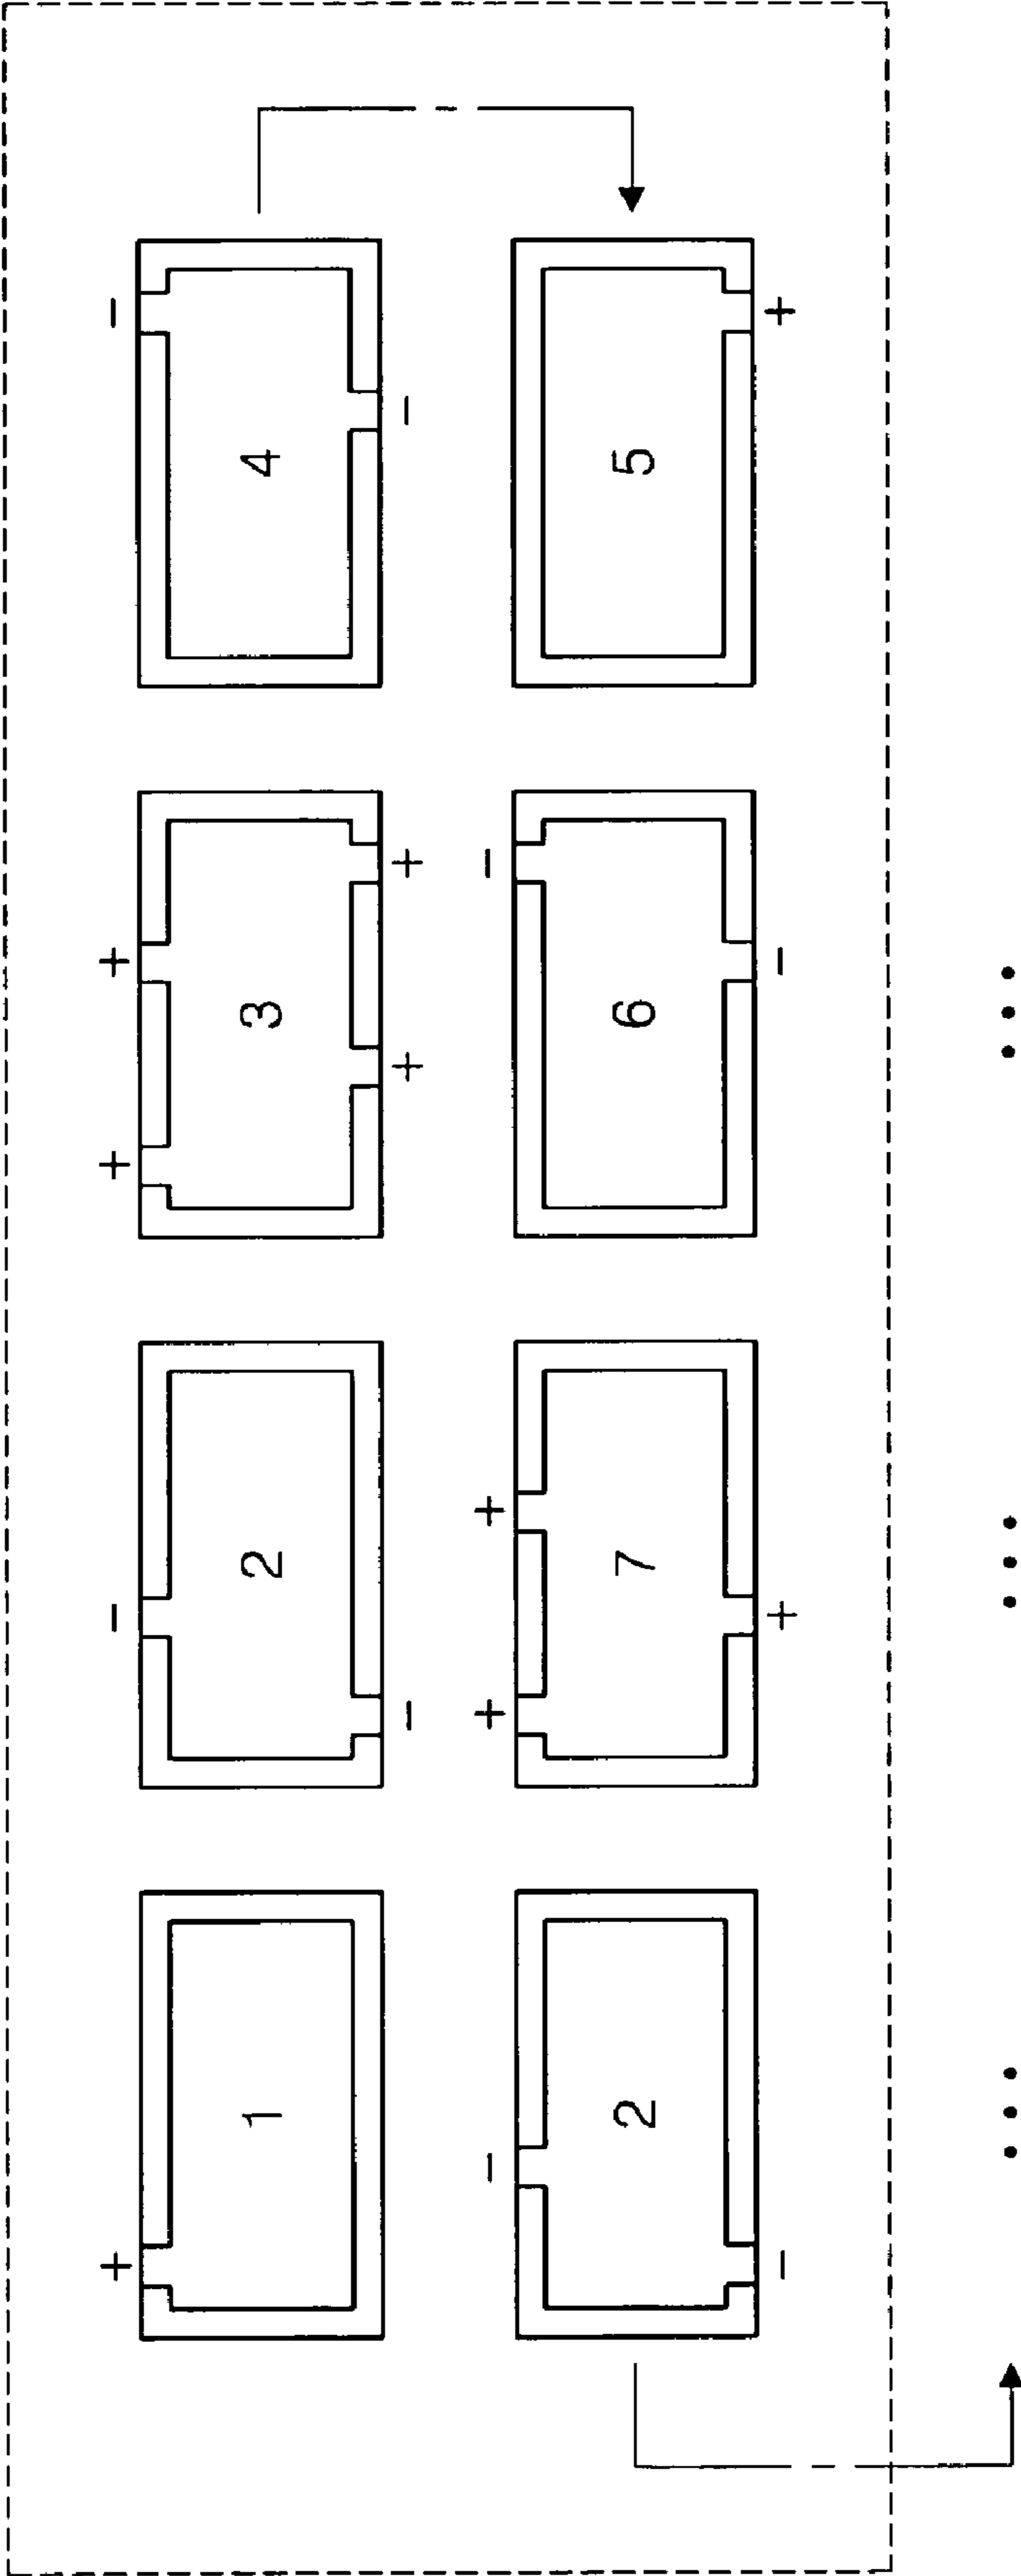 + - + + -
1 2 3 4
- + + -
- + + -
2 7 6 5
- + - +